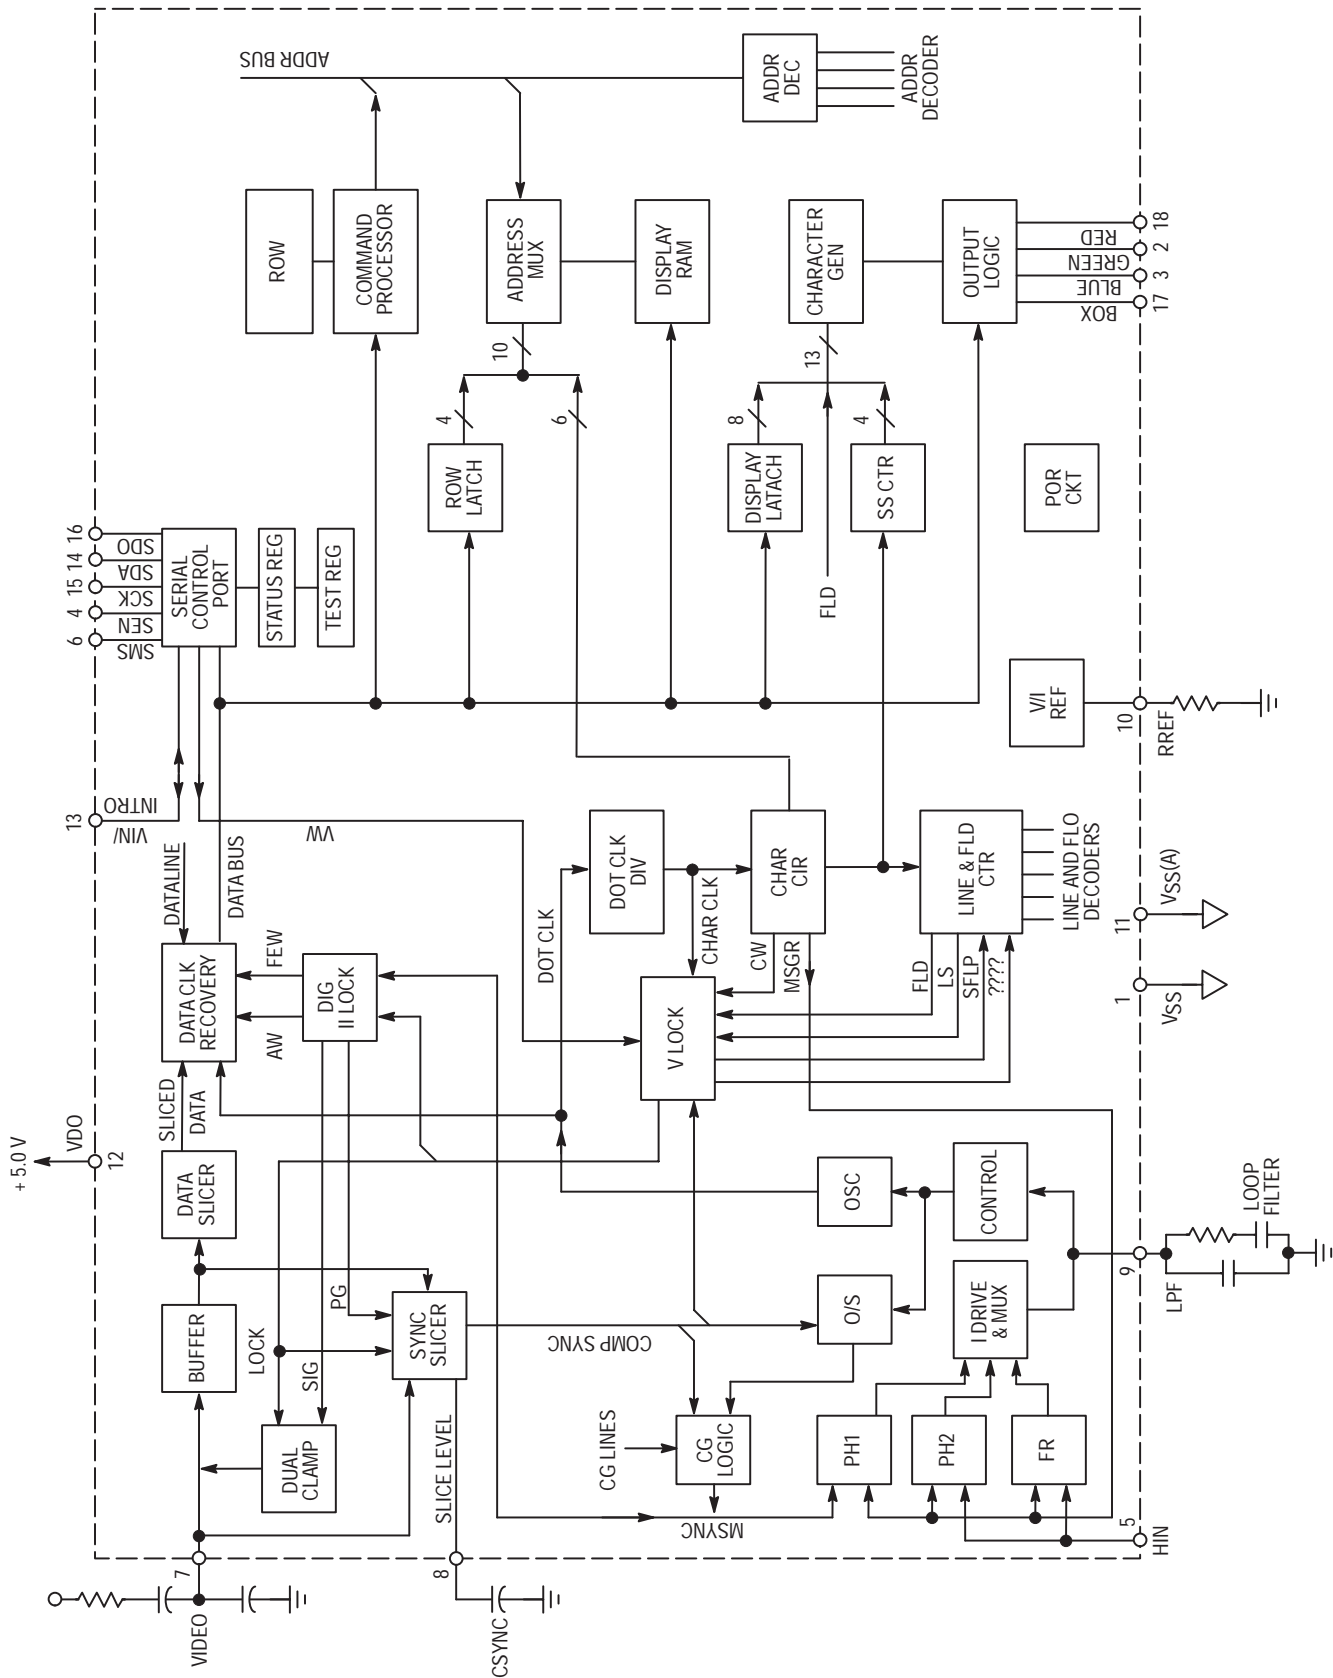 VIDEO
7
CSYNC
8
SLICE LEVEL
DUAL
CLAMP
BUFFER
LOCK
SIG
PG
SYNC
SLICER
COMP SYNC
CG LINES
CG
LOGIC
MSYNC
PH1
PH2
FR
HIN
5
I DRIVE
& MUX
O/S
OSC
CONTROL
9
LPF
LOOP
FILTER
+ 5.0 V
VDO
12
DATA
SLICER
SLICED
DATA
DATA CLK
RECOVERY
AW
FEW
DIG
II LOCK
DATALINE
DATA BUS
DOT CLK
DOT CLK
DIV
CHAR CLK
V LOCK
CW
MSGR
CHAR
CIR
FLD
LS
SFLP
????
LINE & FLD
CTR
LINE AND FLO
DECODERS
1
VSS
11
VSS(A)
13
VIN/
INTRO
VW
V/I
REF
10
RREF
6
4
15
14
16
SMS
SEN
SCK
SDA
SDO
SERIAL
CONTROL
PORT
STATUS REG
TEST REG
ROW
LATCH
4
6
10
DISPLAY
LATACH
8
FLD
SS CTR
4
13
POR
CKT
ROW
COMMAND
PROCESSOR
ADDRESS
MUX
DISPLAY
RAM
CHARACTER
GEN
OUTPUT
LOGIC
BOX
BLUE
GREEN
RED
17
3
2
18
ADDR BUS
ADDR
DEC
ADDR
DECODER